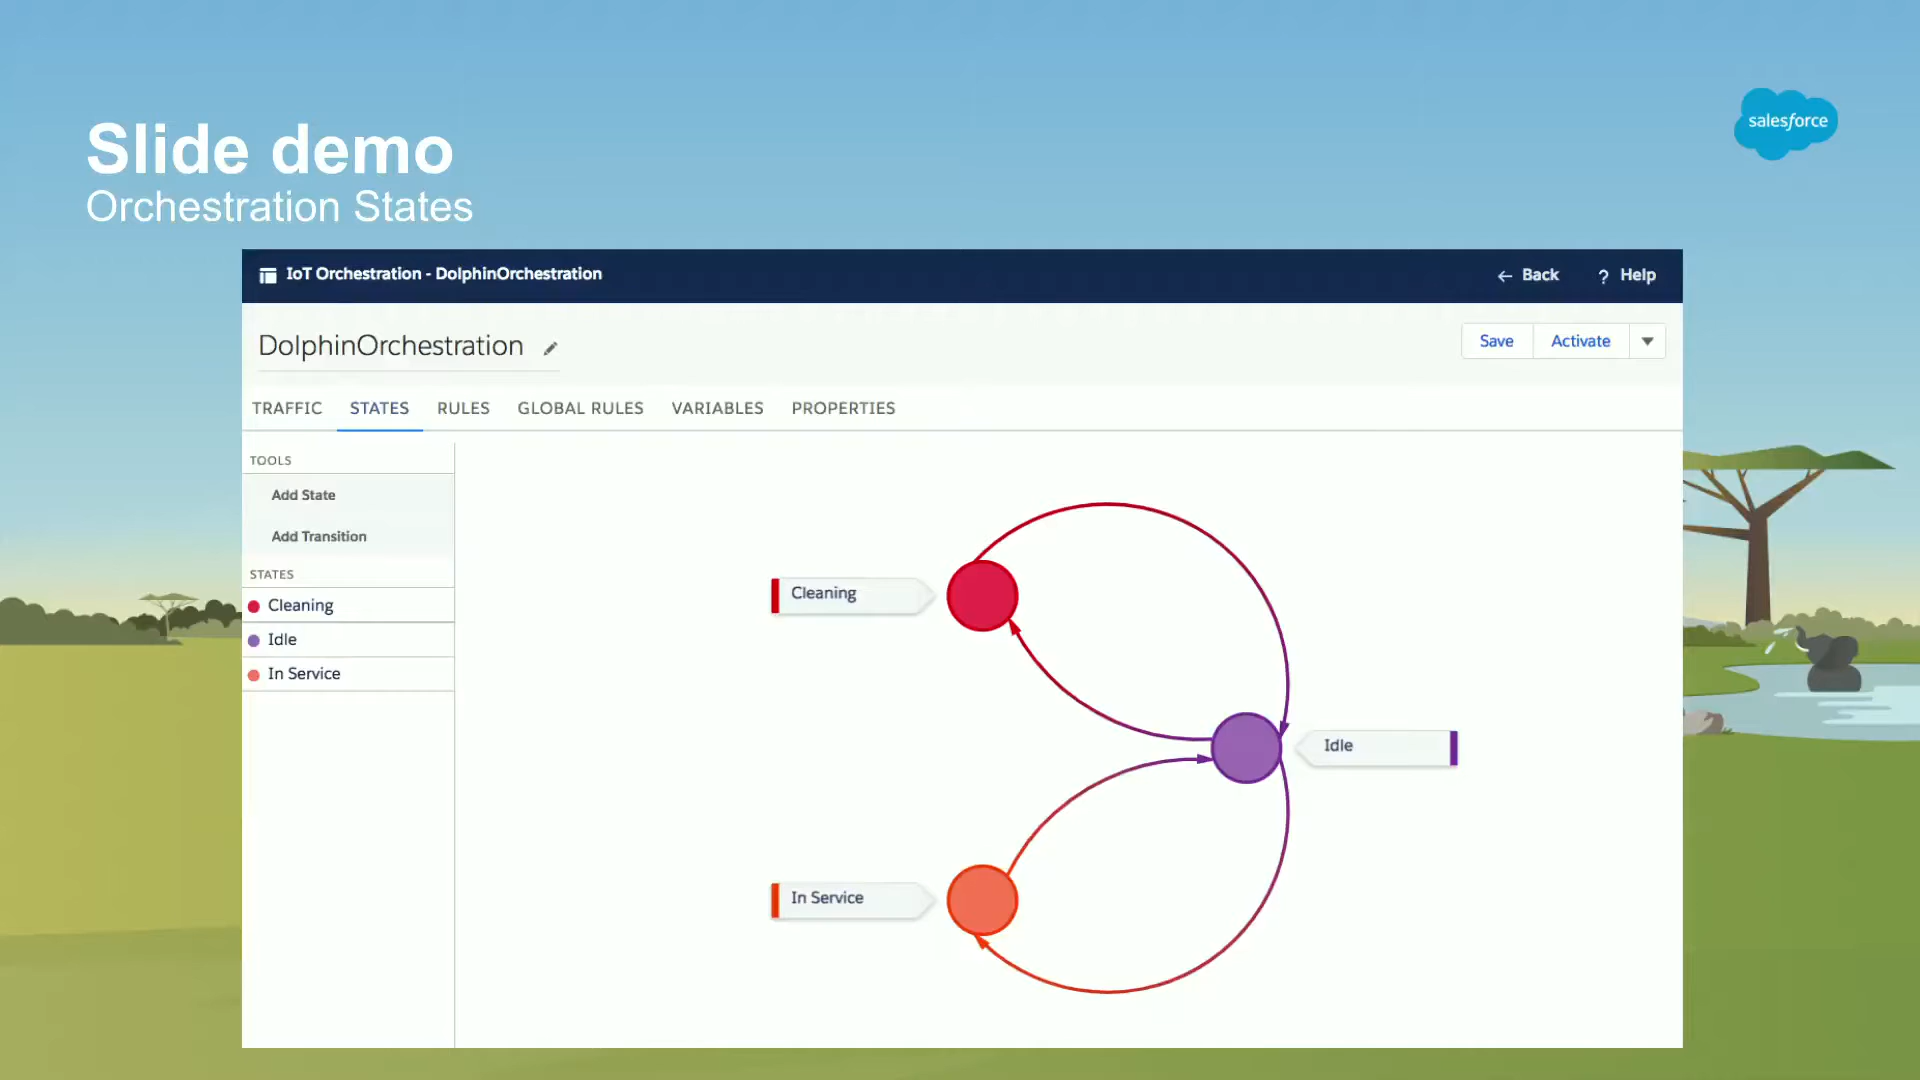 Slide demo
Orchestration States
salesforce
IoT Orchestration - DolphinOrchestration
Back
? Help
DolphinOrchestration
Save
Activate
TRAFFIC
STATES
RULES
GLOBAL RULES
VARIABLES
PROPERTIES
TOOLS
Add State
Add Transition
STATES
Cleaning
Idle
In Service
Cleaning
Idle
In Service